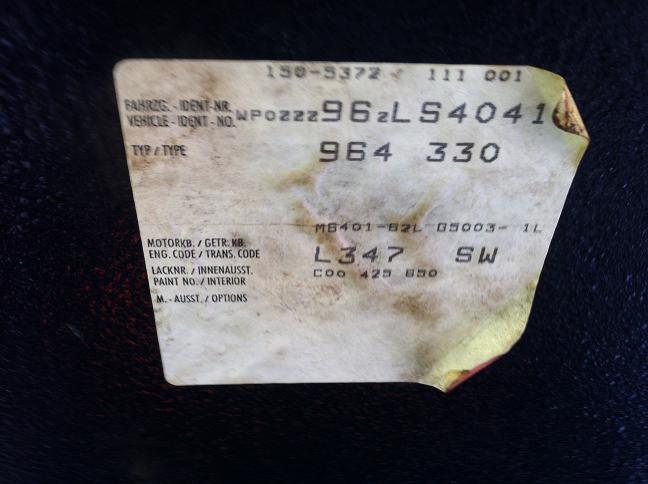 150-5372 111 001
FAHRZG.-IDENT-NR.
VEHICLE-IDENT-NO. WP0ZZZ96ZLS4041
TYP/TYPE 964 330
M6401-62L G5003- 1L
MOTORKB./GETR.KB.
ENG.CODE/TRANS.CODE L347 SW
LACKNR./INNENAUSST. C00 425 650
PAINT NO./INTERIOR
M.-AUSST./OPTIONS